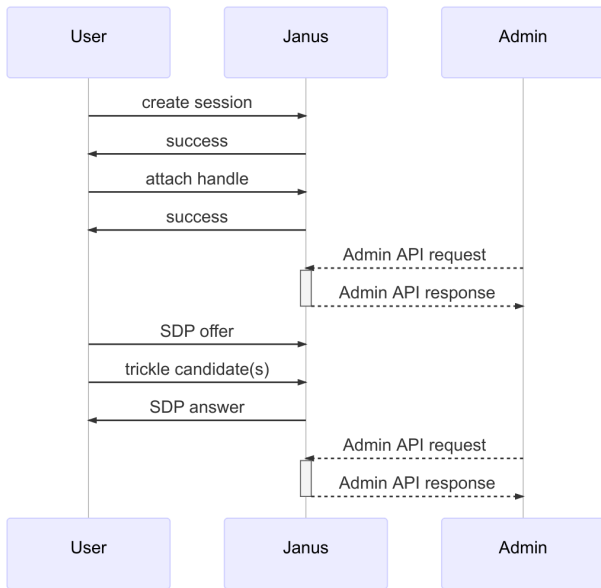 User Janus Admin
create session
success
attach handle
success
Admin API request
Admin API response
SDP offer
trickle candidate(s)
SDP answer
Admin API request
Admin API response
User Janus Admin